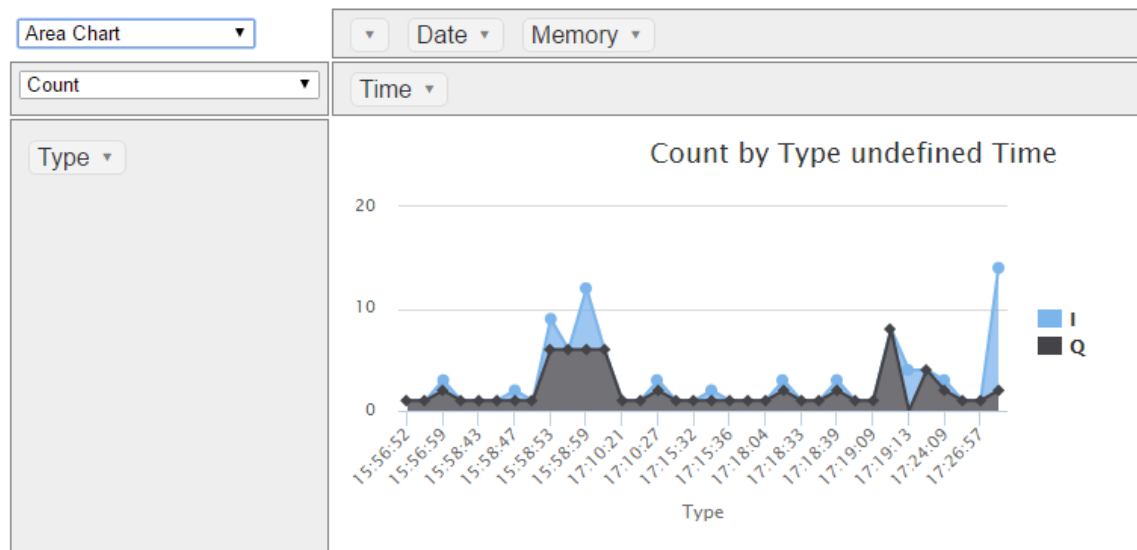 Area Chart
Date Memory
Count
Time
Type
Count by Type undefined Time
20
10
0
I
Q
15:56:52
15:56:59
15:58:43
15:58:47
15:58:53
15:58:59
17:10:21
17:10:27
17:15:32
17:15:36
17:18:04
17:18:33
17:18:39
17:19:09
17:19:13
17:24:09
17:26:57
Type